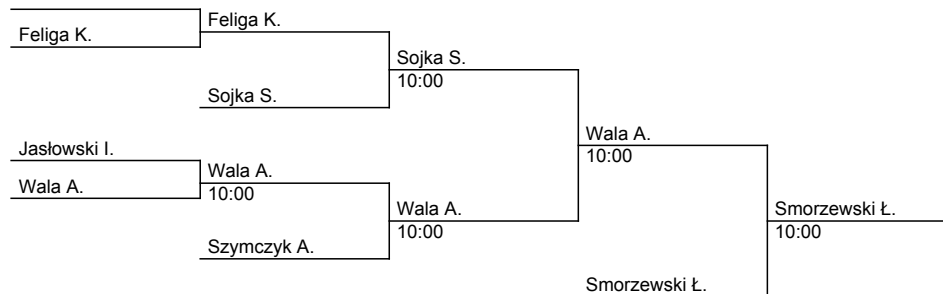 Feliga K.
Feliga K.
Sojka S.
10:00
Sojka S.
Jasłowski I.
Wala A.
Wala A.
10:00
Wala A.
10:00
Szymczyk A.
Wala A.
10:00
Smorzewski Ł.
10:00
Smorzewski Ł.